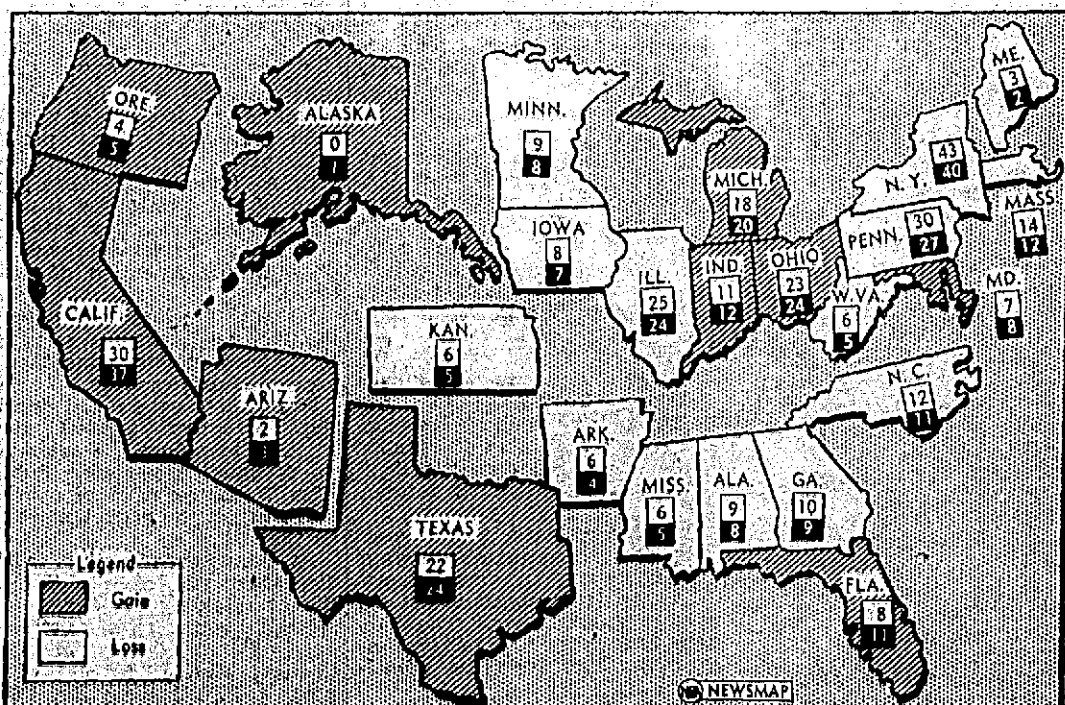 ORE.
4
5
ALASKA
0
1
MINN.
9
8
ME.
3
2
MICH.
18
20
N.Y.
43
40
MASS.
14
12
IOWA
8
7
PENN.
30
27
CALIF.
30
ILL.
25
24
IND.
11
12
OHIO
23
24
W.VA.
6
5
MD.
7
8
KAN.
6
5
N.C.
12
11
ARIZ.
2
ARK.
6
4
MISS.
6
5
ALA.
9
8
GA.
10
9
TEXAS
22
24
FLA.
8
11
Legend
Gain
Loss
NEA NEWSMAP